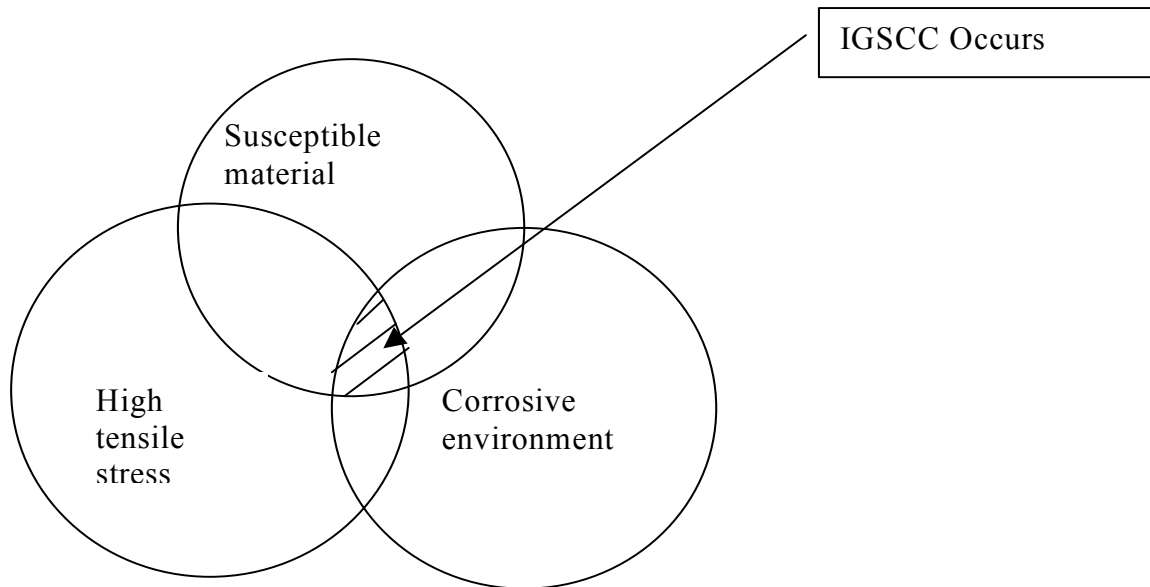 IGSCC Occurs
Susceptible
material
High
tensile
stress
Corrosive
environment